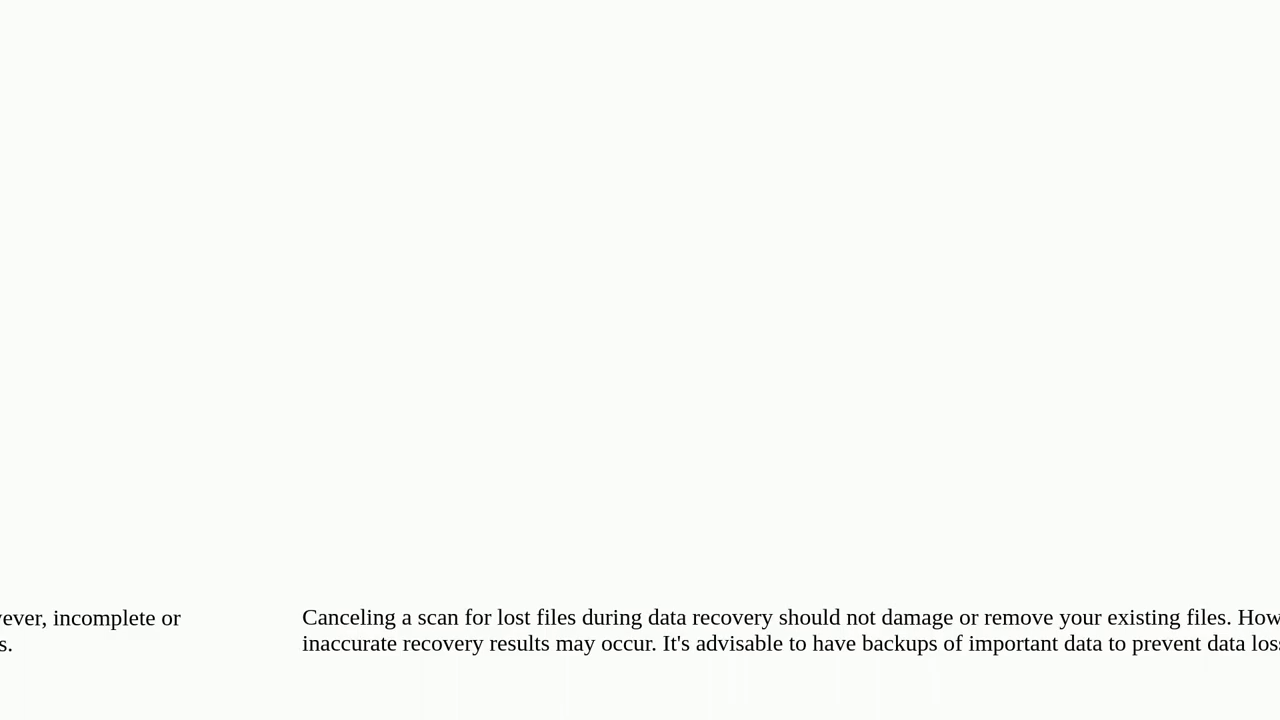 ever, incomplete or
s.
Canceling a scan for lost files during data recovery should not damage or remove your existing files. How
inaccurate recovery results may occur. It's advisable to have backups of important data to prevent data los